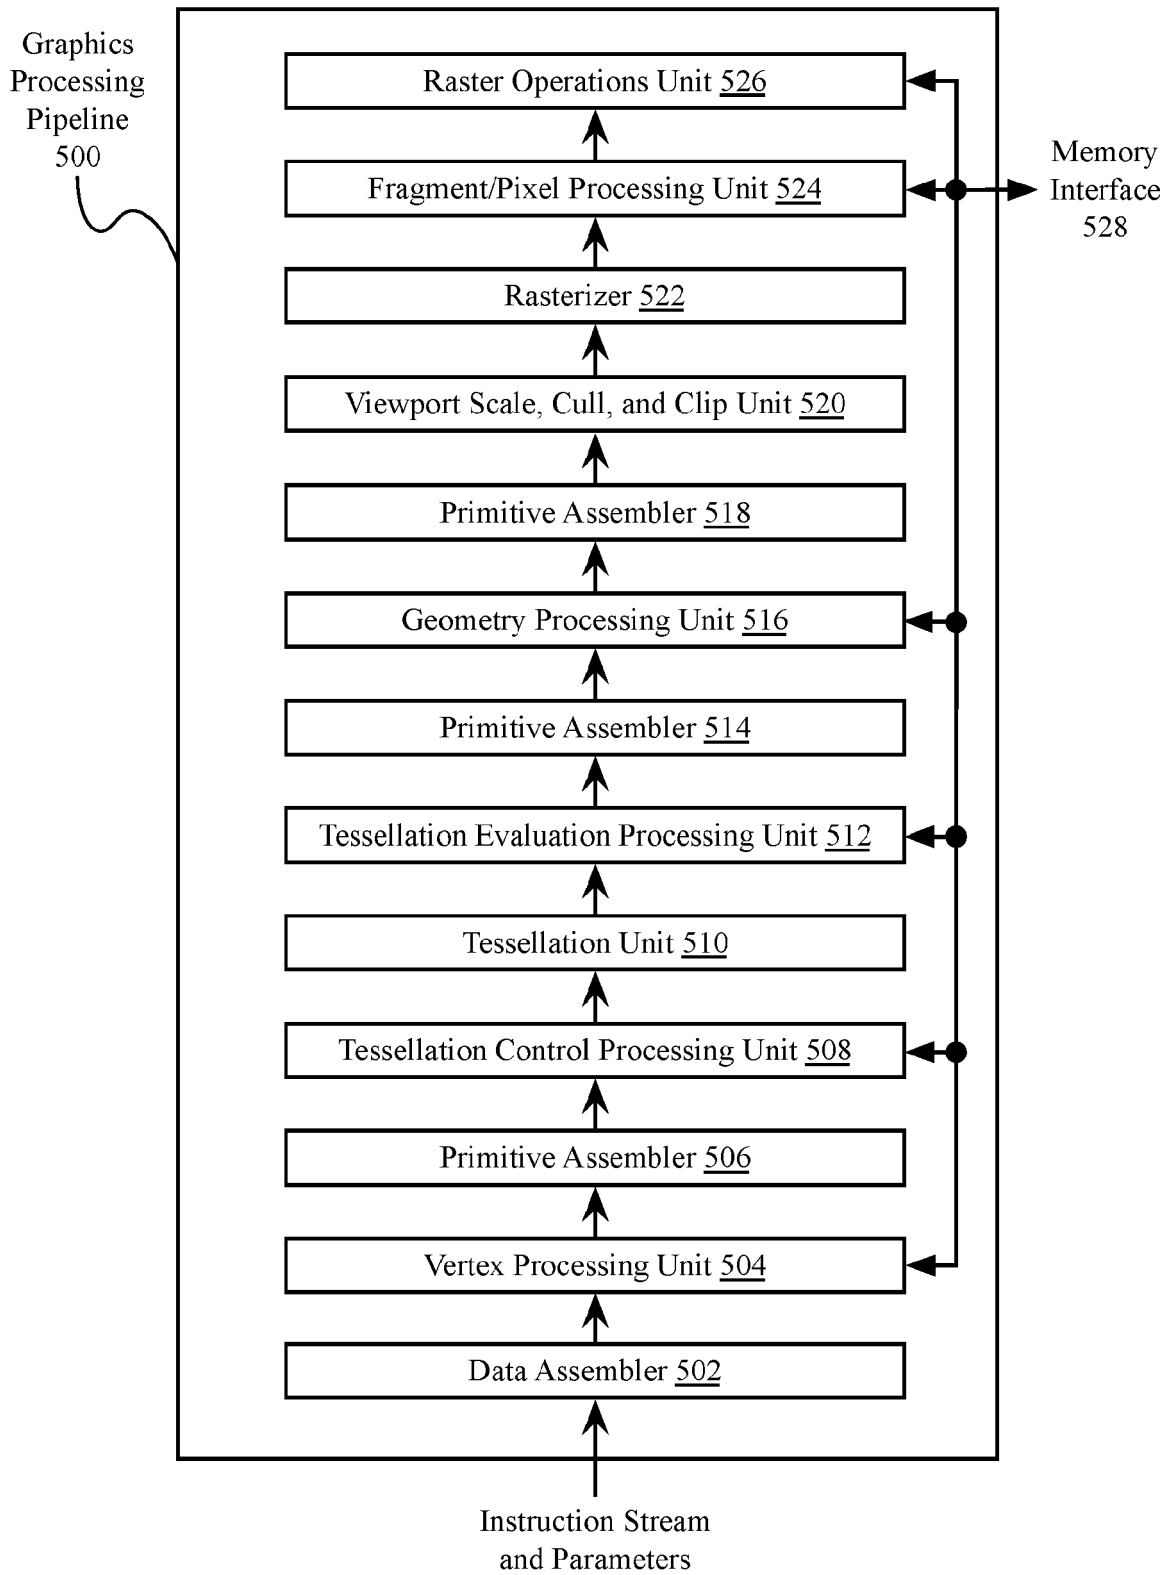 Graphics
Processing
Pipeline
500
Raster Operations Unit 526
Fragment/Pixel Processing Unit 524
Memory
Interface
528
Rasterizer 522
Viewport Scale, Cull, and Clip Unit 520
Primitive Assembler 518
Geometry Processing Unit 516
Primitive Assembler 514
Tessellation Evaluation Processing Unit 512
Tessellation Unit 510
Tessellation Control Processing Unit 508
Primitive Assembler 506
Vertex Processing Unit 504
Data Assembler 502
Instruction Stream
and Parameters